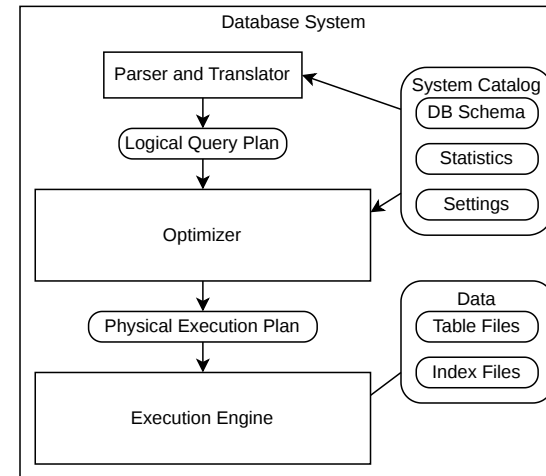 Database System
Parser and Translator
System Catalog
DB Schema
Logical Query Plan
Statistics
Settings
Optimizer
Data
Physical Execution Plan
Table Files
Index Files
Execution Engine